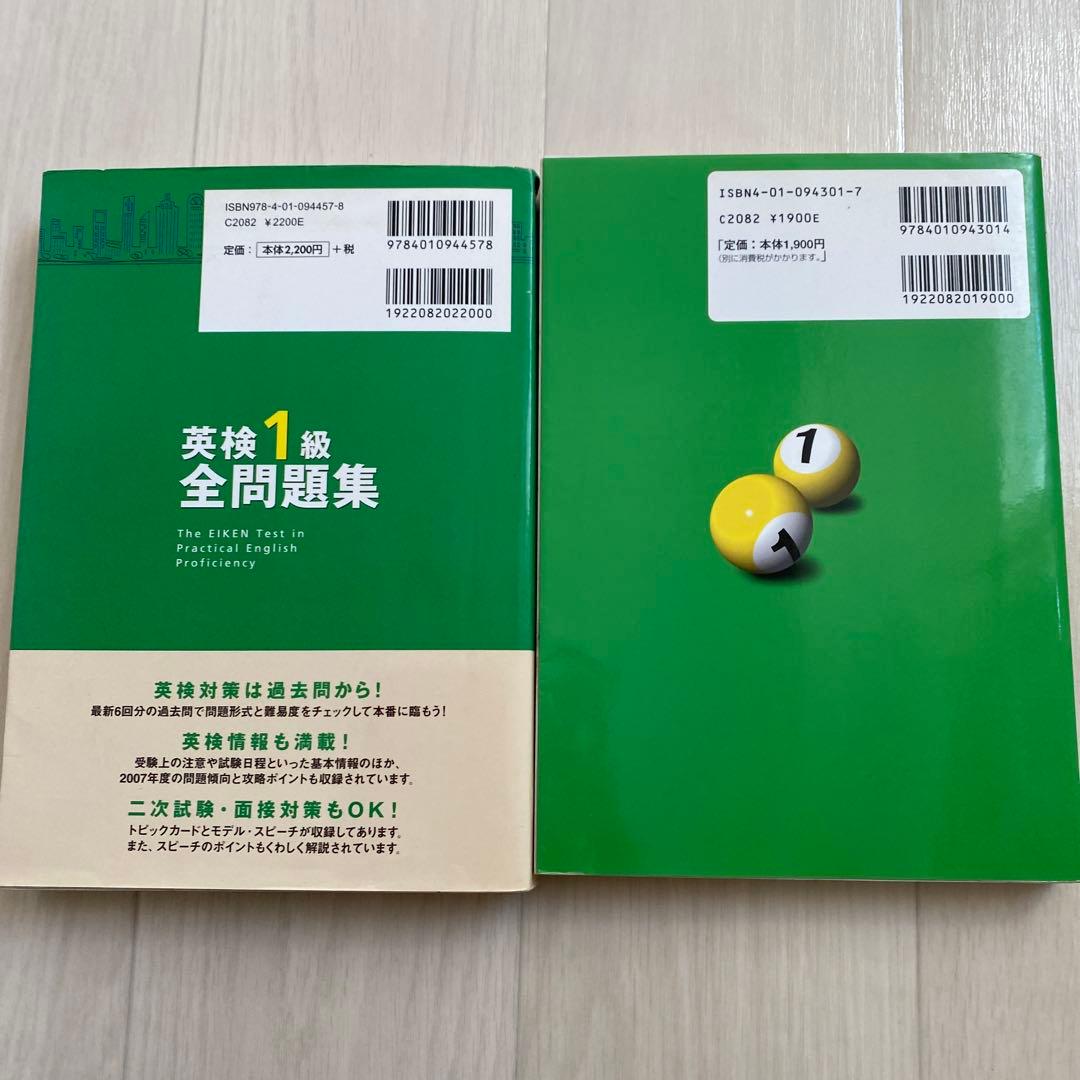 ISBN978-4-01-094457-8
C2082 ¥2200E
定価：本体2,200円＋税
9784010944578
1922082022000
英検1級
全問題集
The EIKEN Test in
Practical English
Proficiency
英検対策は過去問から！
最新6回分の過去問で問題形式と難易度をチェックして本番に臨もう！
英検情報も満載！
受験上の注意や試験日程といった基本情報のほか、
2007年度の問題傾向と攻略ポイントも収録されています。
二次試験・面接対策もOK！
トピックカードとモデル・スピーチが収録してあります。
また、スピーチのポイントもくわしく解説されています。
ISBN4-01-094301-7
C2082 ¥1900E
「定価：本体1,900円
（別に消費税がかかります。」
9784010943014
1922082019000
1
1